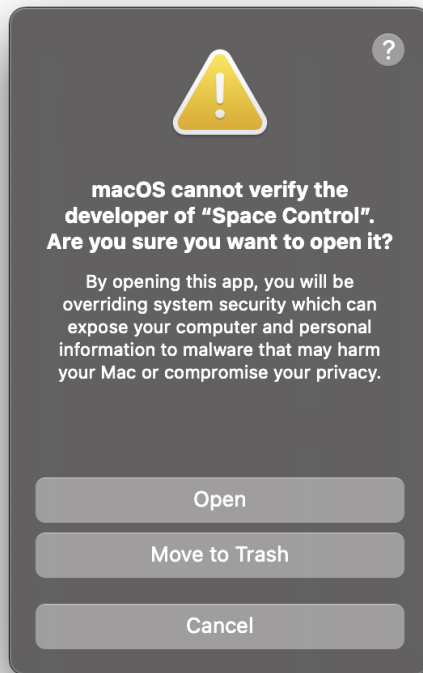 ?
macOS cannot verify the
developer of “Space Control”.
Are you sure you want to open it?
By opening this app, you will be
overriding system security which can
expose your computer and personal
information to malware that may harm
your Mac or compromise your privacy.
Open
Move to Trash
Cancel